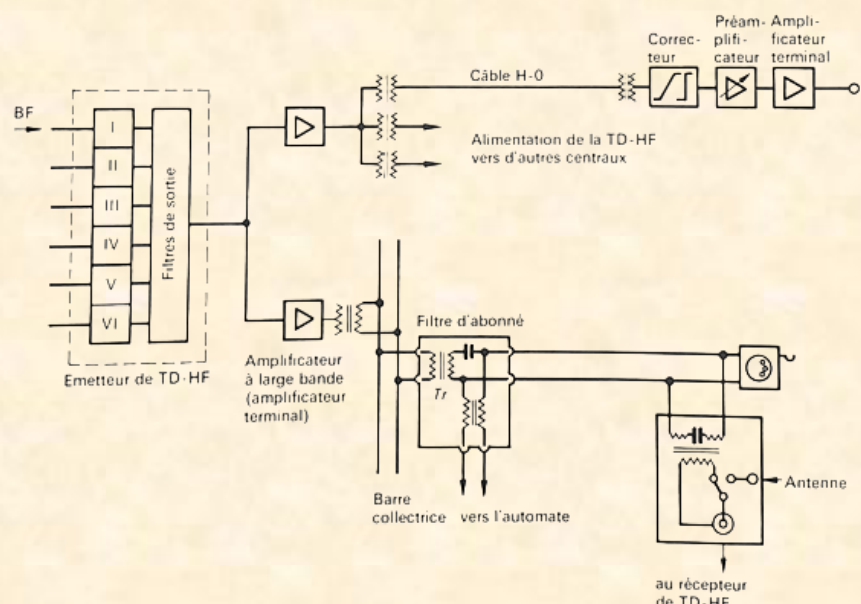 Correc-
teur
Préam-
plifi-
cateur
Ampli-
ficateur
terminal
Câble H-0
BF
I
II
III
IV
V
VI
Filtres de sortie
Alimentation de la TD-HF
vers d'autres centraux
Emetteur de TD-HF
Amplificateur
à large bande
(amplificateur
terminal)
Filtre d'abonné
Tr
Barre
collectrice
vers l'automate
Antenne
au récepteur
de TD-HF